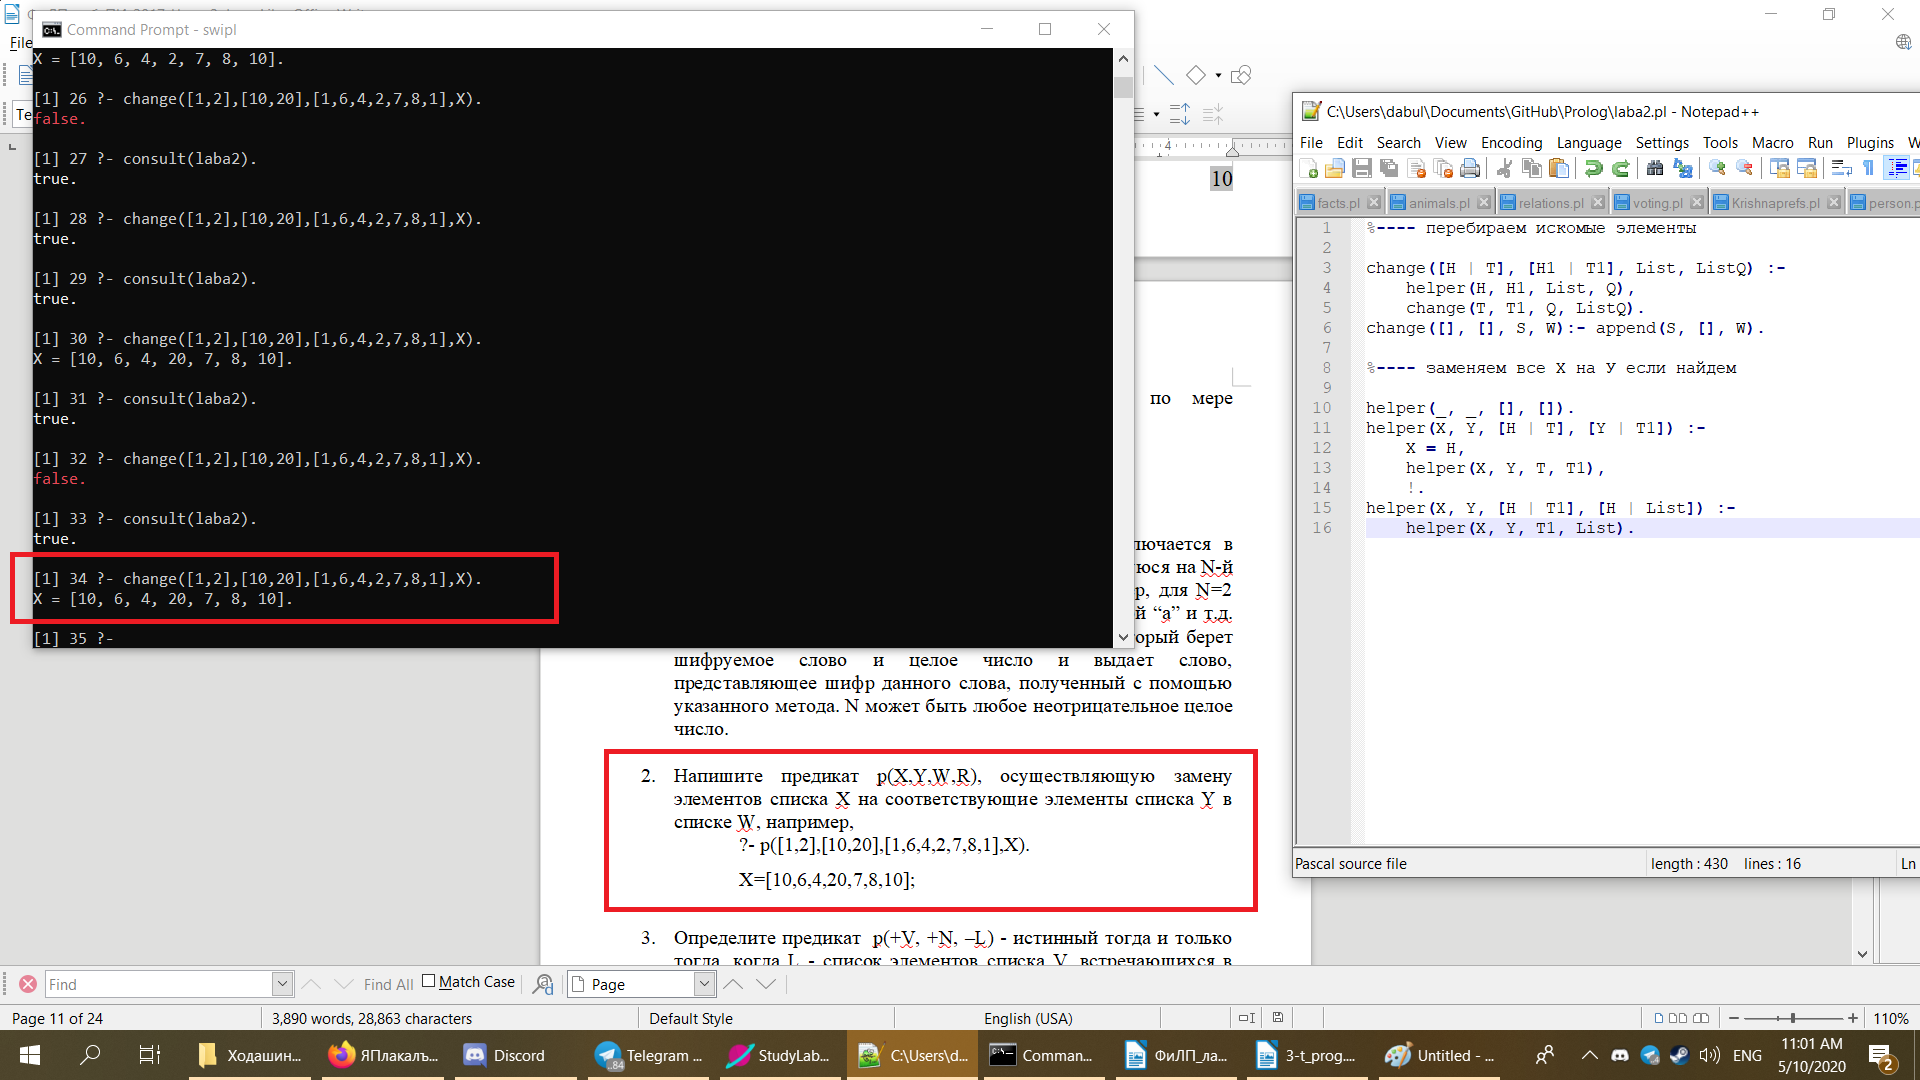 Command Prompt - swipl
File
X = [10, 6, 4, 2, 7, 8, 10].
[1] 26 ?- change([1,2],[10,20],[1,6,4,2,7,8,1],X).
false.
[1] 27 ?- consult(laba2).
true.
[1] 28 ?- change([1,2],[10,20],[1,6,4,2,7,8,1],X).
true.
[1] 29 ?- consult(laba2).
true.
[1] 30 ?- change([1,2],[10,20],[1,6,4,2,7,8,1],X).
X = [10, 6, 4, 20, 7, 8, 10].
[1] 31 ?- consult(laba2).
true.
[1] 32 ?- change([1,2],[10,20],[1,6,4,2,7,8,1],X).
false.
[1] 33 ?- consult(laba2).
true.
[1] 34 ?- change([1,2],[10,20],[1,6,4,2,7,8,1],X).
X = [10, 6, 4, 20, 7, 8, 10].
[1] 35 ?-
4
10
по мере
лючается в
юся на N-й
р, для N=2
й “а” и т.д.
орый берет
шифруемое слово и целое число и выдает слово,
представляющее шифр данного слова, полученный с помощью
указанного метода. N может быть любое неотрицательное целое
число.
2. Напишите предикат p(X,Y,W,R), осуществляющую замену
элементов списка X на соответствующие элементы списка Y в
списке W, например,
?- p([1,2],[10,20],[1,6,4,2,7,8,1],X).
X=[10,6,4,20,7,8,10];
3. Определите предикат p(+V, +N, –L) - истинный тогда и только
тогда, когда L - список элементов списка V, встречающихся в
C:\Users\dabul\Documents\GitHub\Prolog\laba2.pl - Notepad++
File Edit Search View Encoding Language Settings Tools Macro Run Plugins W
facts.pl animals.pl relations.pl voting.pl Krishnaprefs.pl person.p
1 %---- перебираем искомые элементы
2
3 change([H | T], [H1 | T1], List, ListQ) :-
4 helper(H, H1, List, Q),
5 change(T, T1, Q, ListQ).
6 change([], [], S, W):- append(S, [], W).
7
8 %---- заменяем все Х на У если найдем
9
10 helper(_, _, [], []).
11 helper(X, Y, [H | T], [Y | T1]) :-
12 X = H,
13 helper(X, Y, T, T1),
14 !.
15 helper(X, Y, [H | T1], [H | List]) :-
16 helper(X, Y, T1, List).
Pascal source file length : 430 lines : 16 Ln
Find Find All Match Case Page
Page 11 of 24 3,890 words, 28,863 characters Default Style English (USA) 110%
Ходашин... ЯПлакалъ... Discord Telegram ... StudyLab... C:\Users\d... Comman... ФиЛП_ла... 3-t_prog.... Untitled - ... ENG 11:01 AM
84 5/10/2020 2